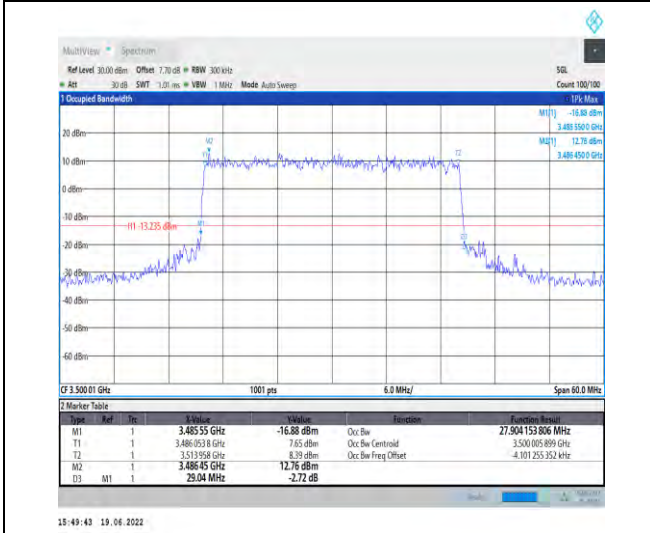 MultiView Spectrum
Ref Level 30.00 dBm Offset 7.70 dB RBW 300 kHz SGL
Att 30 dB SWT 1.01 ms VBW 1 MHz Mode Auto Sweep Count 100/100
1 Occupied Bandwidth 1Pk Max
M1[1] -16.88 dBm
3.485 550 0 GHz
M2[1] 12.76 dBm
3.486 450 0 GHz
20 dBm
M2
T1
T2
10 dBm
0 dBm
-10 dBm
H1 -13.235 dBm
M1
D3
-20 dBm
-30 dBm
-40 dBm
-50 dBm
-60 dBm
CF 3.500 01 GHz 1001 pts 6.0 MHz/ Span 60.0 MHz
2 Marker Table
Type Ref Trc X-Value Y-Value Function Function Result
M1 1 3.485 55 GHz -16.88 dBm Occ Bw 27.904 153 806 MHz
T1 1 3.486 053 8 GHz 7.65 dBm Occ Bw Centroid 3.500 005 899 GHz
T2 1 3.513 958 GHz 8.39 dBm Occ Bw Freq Offset -4.101 255 352 kHz
M2 1 3.486 45 GHz 12.76 dBm
D3 M1 1 29.04 MHz -2.72 dB
15:49:43 19.06.2022